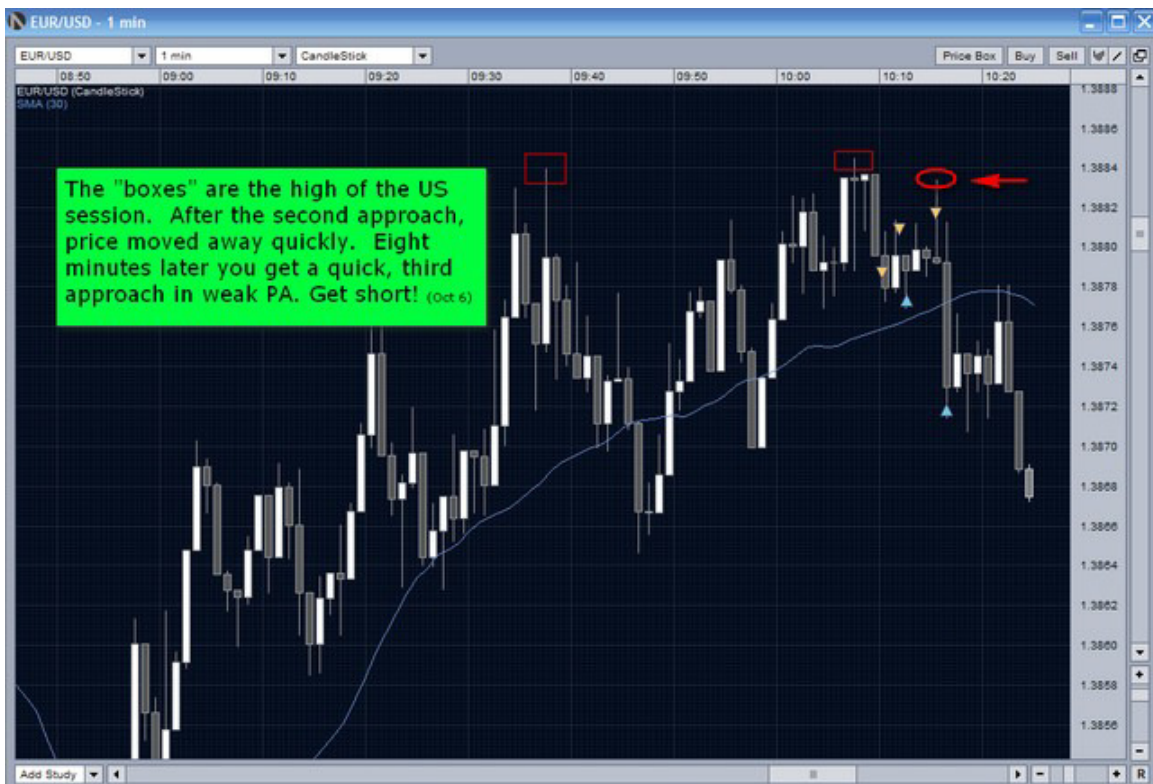 EUR/USD - 1 min
EUR/USD 1 min CandleStick Price Box Buy Sell
08:50 09:00 09:10 09:20 09:30 09:40 09:50 10:00 10:10 10:20
EUR/USD (CandleStick)
SMA (30)
The "boxes" are the high of the US
session. After the second approach,
price moved away quickly. Eight
minutes later you get a quick, third
approach in weak PA. Get short! (Oct 6)
1.3888
1.3886
1.3884
1.3882
1.3880
1.3878
1.3876
1.3874
1.3872
1.3870
1.3868
1.3866
1.3864
1.3862
1.3860
1.3858
1.3856
Add Study R